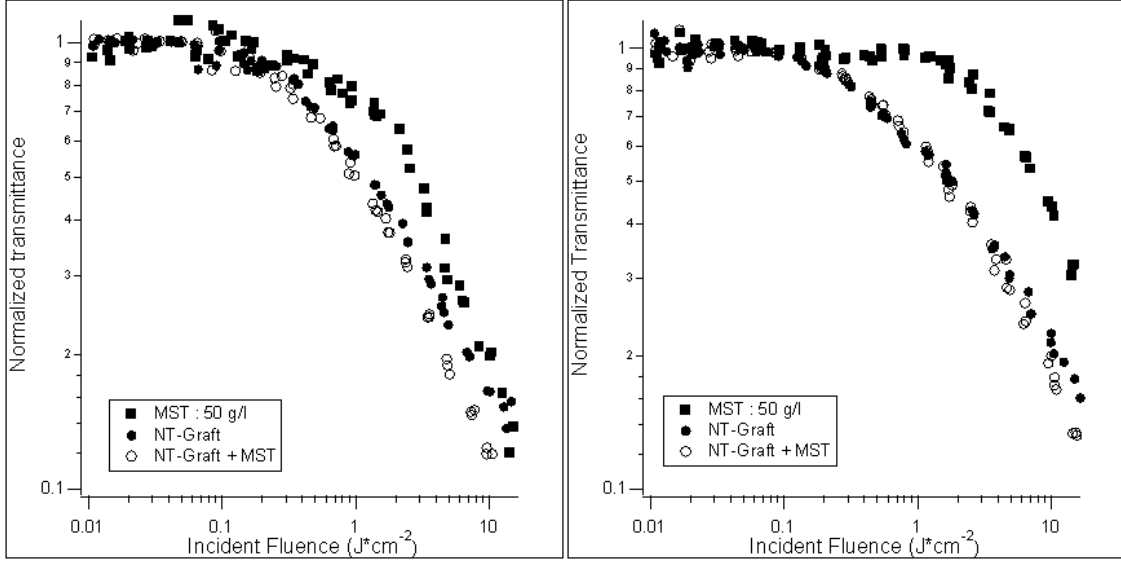 Normalized transmittance
1
9
8
7
6
5
4
3
2
0.1
MST : 50 g/l
NT-Graft
NT-Graft + MST
0.01
0.1
1
10
Incident Fluence (J*cm-2)
Normalized Transmittance
1
9
8
7
6
5
4
3
2
0.1
MST : 50 g/l
NT-Graft
NT-Graft + MST
0.01
0.1
1
10
Incident Fluence (J*cm-2)